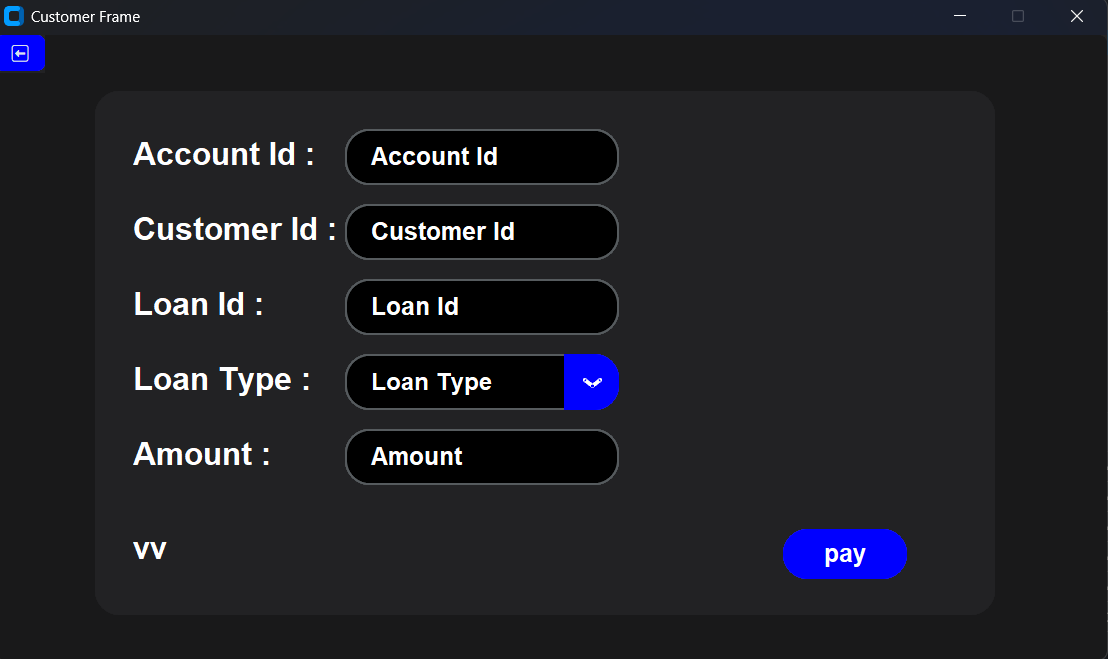 Customer Frame
Account Id : Account Id
Customer Id : Customer Id
Loan Id : Loan Id
Loan Type : Loan Type
Amount : Amount
vv
pay